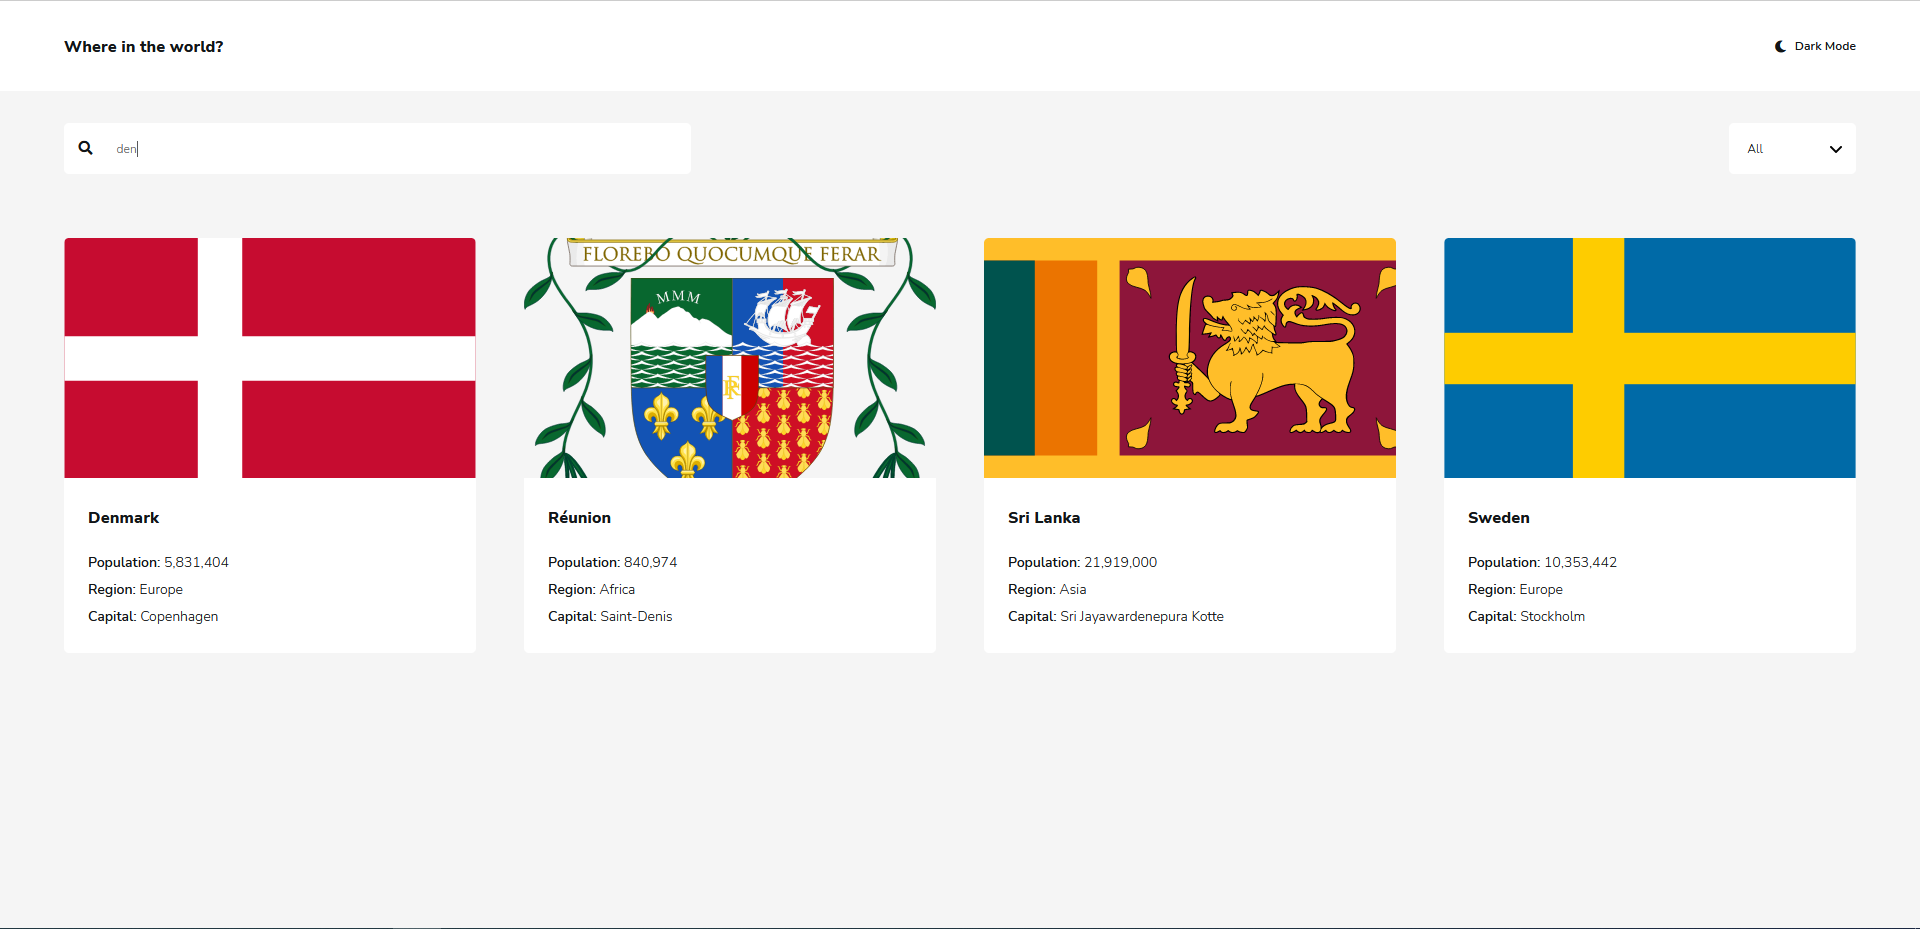 Where in the world?
Dark Mode
den
All
FLOREBO QUOCUMQUE FERAR
MMM
Denmark
Population: 5,831,404
Region: Europe
Capital: Copenhagen
Réunion
Population: 840,974
Region: Africa
Capital: Saint-Denis
Sri Lanka
Population: 21,919,000
Region: Asia
Capital: Sri Jayawardenepura Kotte
Sweden
Population: 10,353,442
Region: Europe
Capital: Stockholm